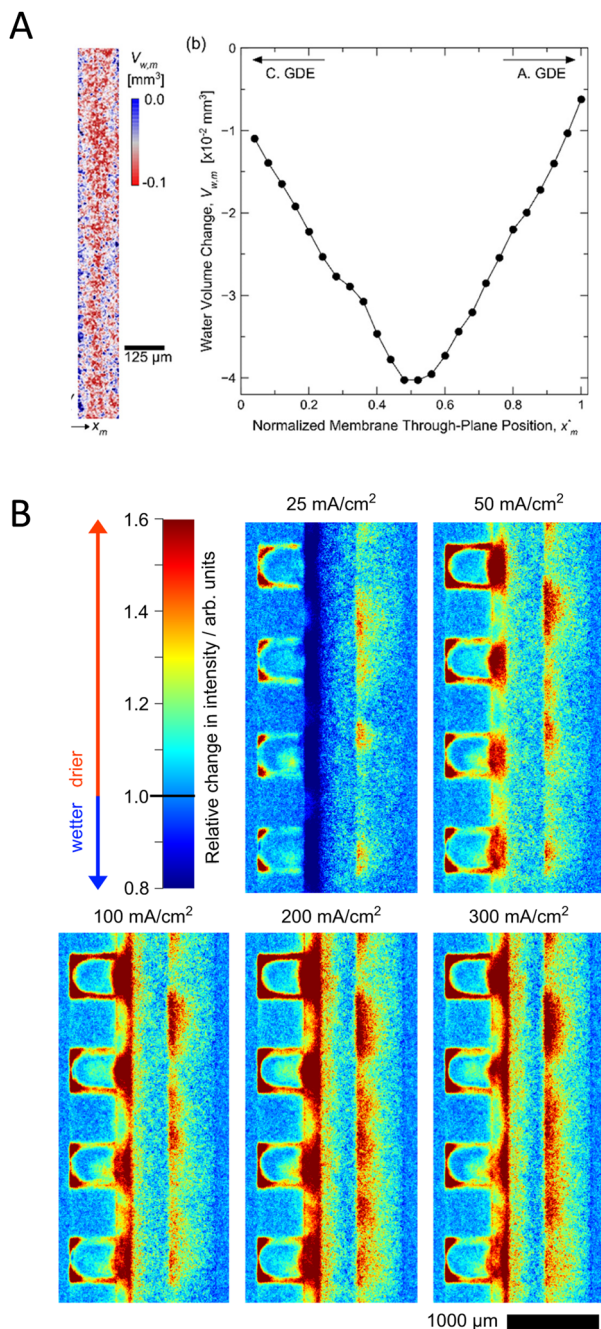 A
V_w,m
[mm³]
0.0
-0.1
125 µm
x_m
(b)
C. GDE
A. GDE
0
−1
−2
−3
−4
Water Volume Change, V_w,m [x10⁻² mm³]
0
0.2
0.4
0.6
0.8
1
Normalized Membrane Through-Plane Position, x*_m
B
drier
wetter
1.6
1.4
1.2
1.0
0.8
Relative change in intensity / arb. units
25 mA/cm²
50 mA/cm²
100 mA/cm²
200 mA/cm²
300 mA/cm²
1000 µm